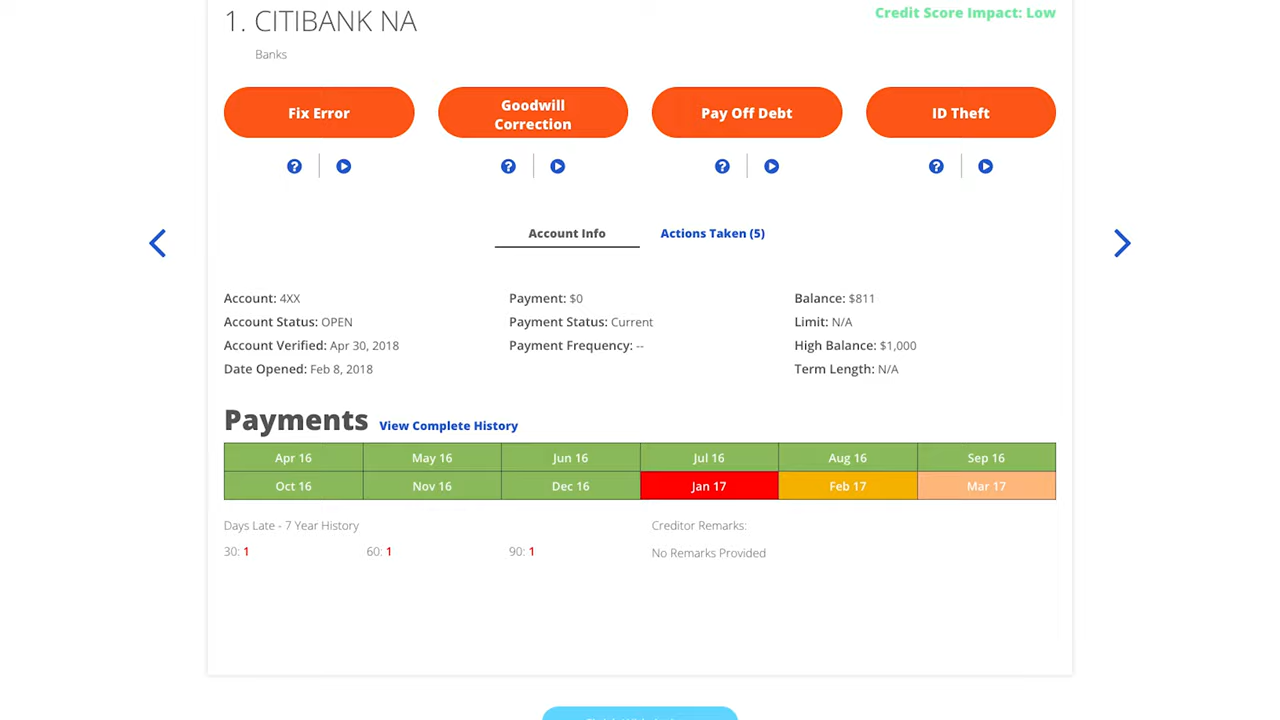 1. CITIBANK NA
Credit Score Impact: Low
Banks
Fix Error
Goodwill
Correction
Pay Off Debt
ID Theft
Account Info
Actions Taken (5)
Account: 4XX
Payment: $0
Balance: $811
Account Status: OPEN
Payment Status: Current
Limit: N/A
Account Verified: Apr 30, 2018
Payment Frequency: --
High Balance: $1,000
Date Opened: Feb 8, 2018
Term Length: N/A
Payments View Complete History
Apr 16 May 16 Jun 16 Jul 16 Aug 16 Sep 16
Oct 16 Nov 16 Dec 16 Jan 17 Feb 17 Mar 17
Days Late - 7 Year History
Creditor Remarks:
30: 1 60: 1 90: 1
No Remarks Provided